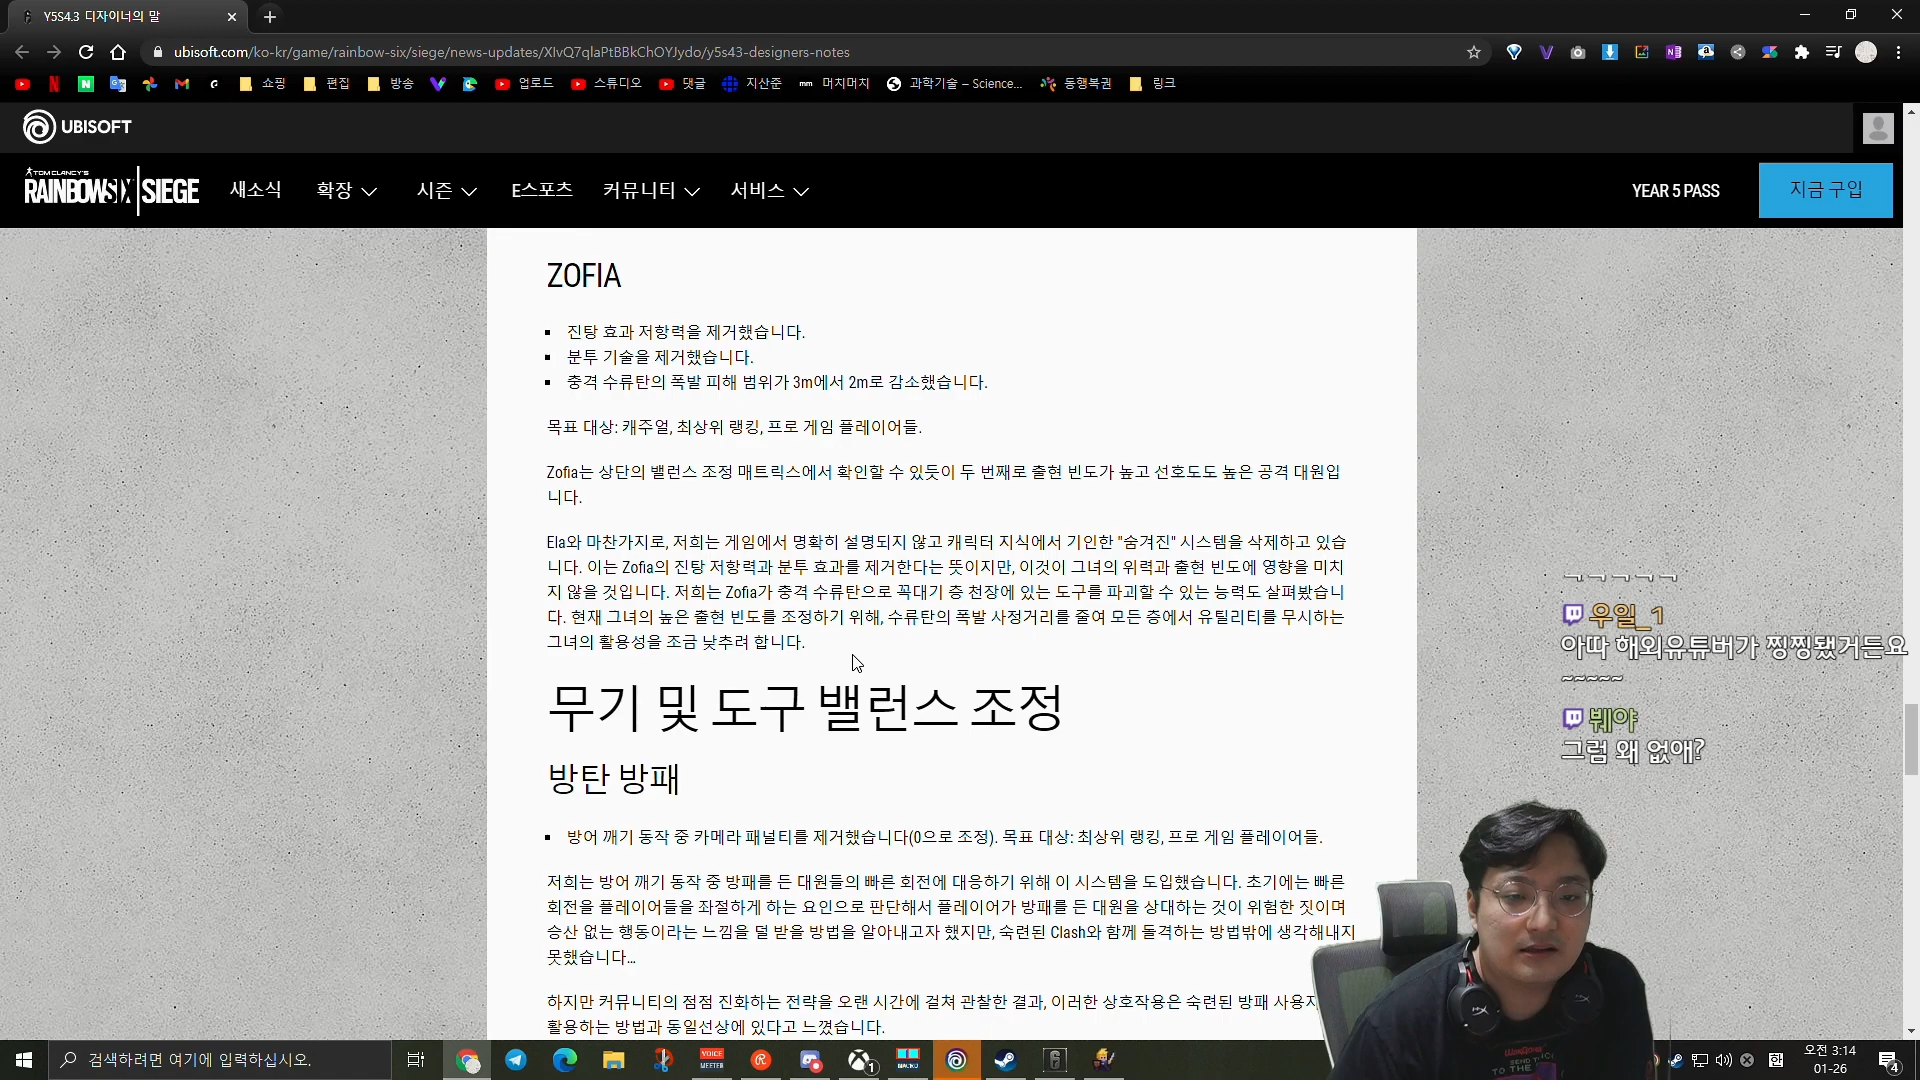 Y5S4.3 디자이너의 말
ubisoft.com/ko-kr/game/rainbow-six/siege/news-updates/XIvQ7qlaPtBBkChOYJydo/y5s43-designers-notes
쇼핑 편집 방송 업로드 스튜디오 댓글 지산준 머치머치 과학기술 – Science... 동행복권 링크
UBISOFT
TOM CLANCY'S
RAINBOW SIX SIEGE 새소식 확장 시즌 E스포츠 커뮤니티 서비스 YEAR 5 PASS 지금 구입
ZOFIA
진탕 효과 저항력을 제거했습니다.
분투 기술을 제거했습니다.
충격 수류탄의 폭발 피해 범위가 3m에서 2m로 감소했습니다.
목표 대상: 캐주얼, 최상위 랭킹, 프로 게임 플레이어들.
Zofia는 상단의 밸런스 조정 매트릭스에서 확인할 수 있듯이 두 번째로 출현 빈도가 높고 선호도도 높은 공격 대원입
니다.
Ela와 마찬가지로, 저희는 게임에서 명확히 설명되지 않고 캐릭터 지식에서 기인한 "숨겨진" 시스템을 삭제하고 있습
니다. 이는 Zofia의 진탕 저항력과 분투 효과를 제거한다는 뜻이지만, 이것이 그녀의 위력과 출현 빈도에 영향을 미치
지 않을 것입니다. 저희는 Zofia가 충격 수류탄으로 꼭대기 층 천장에 있는 도구를 파괴할 수 있는 능력도 살펴봤습니
다. 현재 그녀의 높은 출현 빈도를 조정하기 위해, 수류탄의 폭발 사정거리를 줄여 모든 층에서 유틸리티를 무시하는
그녀의 활용성을 조금 낮추려 합니다.
무기 및 도구 밸런스 조정
방탄 방패
방어 깨기 동작 중 카메라 패널티를 제거했습니다(0으로 조정). 목표 대상: 최상위 랭킹, 프로 게임 플레이어들.
저희는 방어 깨기 동작 중 방패를 든 대원들의 빠른 회전에 대응하기 위해 이 시스템을 도입했습니다. 초기에는 빠른
회전을 플레이어들을 좌절하게 하는 요인으로 판단해서 플레이어가 방패를 든 대원을 상대하는 것이 위험한 짓이며
승산 없는 행동이라는 느낌을 덜 받을 방법을 알아내고자 했지만, 숙련된 Clash와 함께 돌격하는 방법밖에 생각해내지
못했습니다...
하지만 커뮤니티의 점점 진화하는 전략을 오랜 시간에 걸쳐 관찰한 결과, 이러한 상호작용은 숙련된 방패 사용자
활용하는 방법과 동일선상에 있다고 느꼈습니다.
ㄱㄱㄱㄱㄱ
우일_1
아따 해외유튜버가 찡찡됐거든요
~~~~~
붸야
그럼 왜 없애?
검색하려면 여기에 입력하십시오.
VOICE
MEETER
MACRO
한
오전 3:14
01-26
4